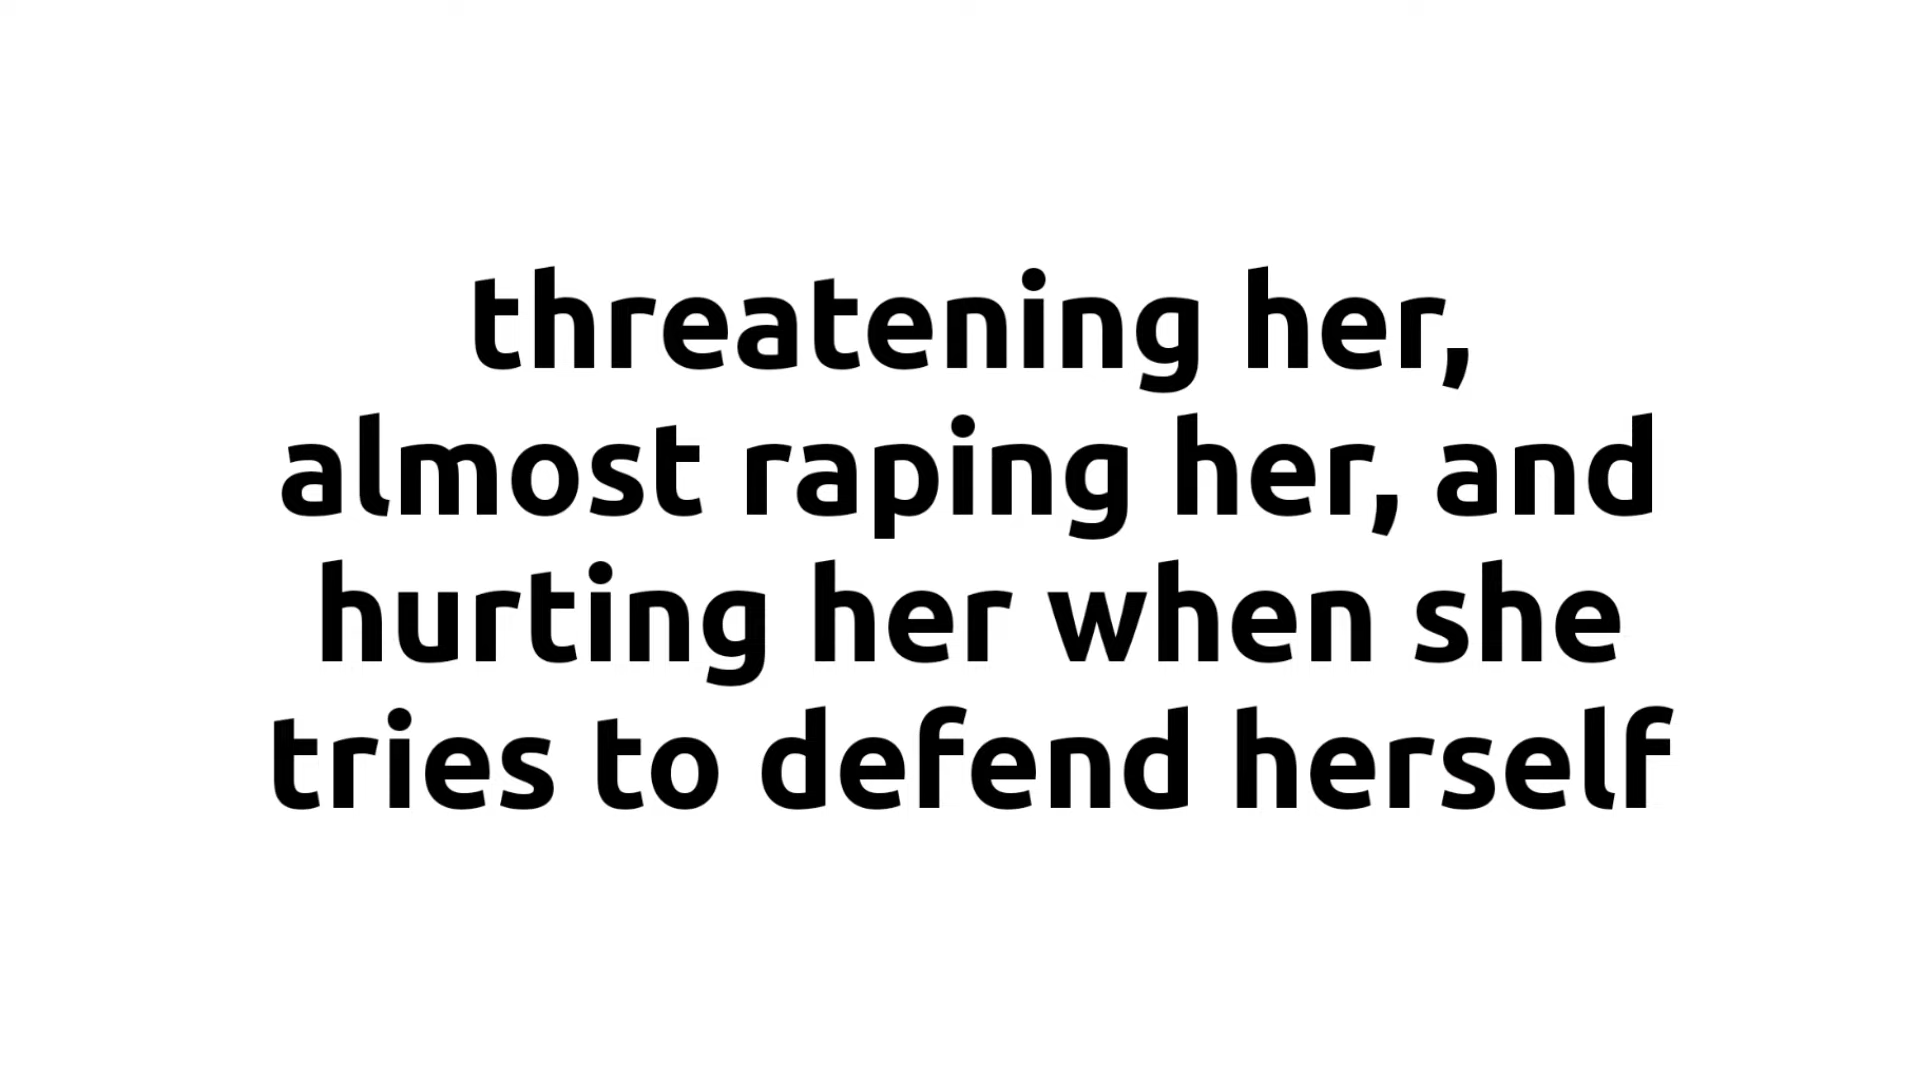 threatening her,
almost raping her, and
hurting her when she
tries to defend herself